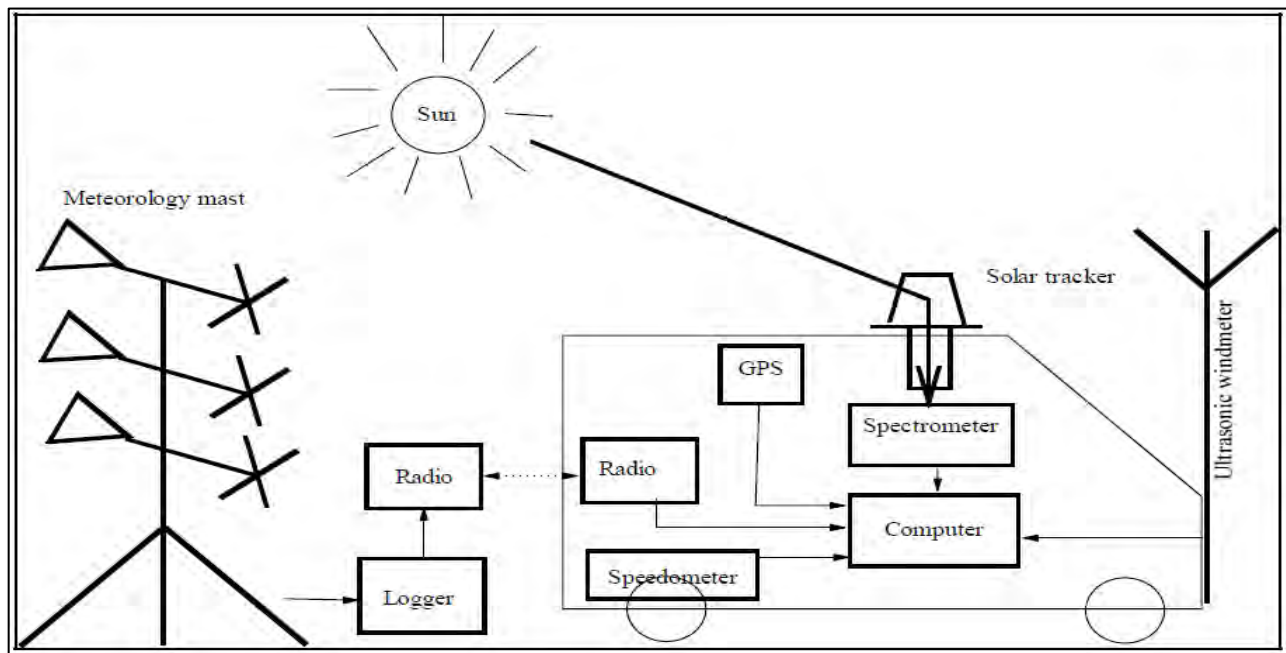 Sun
Meteorology mast
Solar tracker
Ultrasonic windmeter
GPS
Spectrometer
Radio
Radio
Computer
Speedometer
Logger